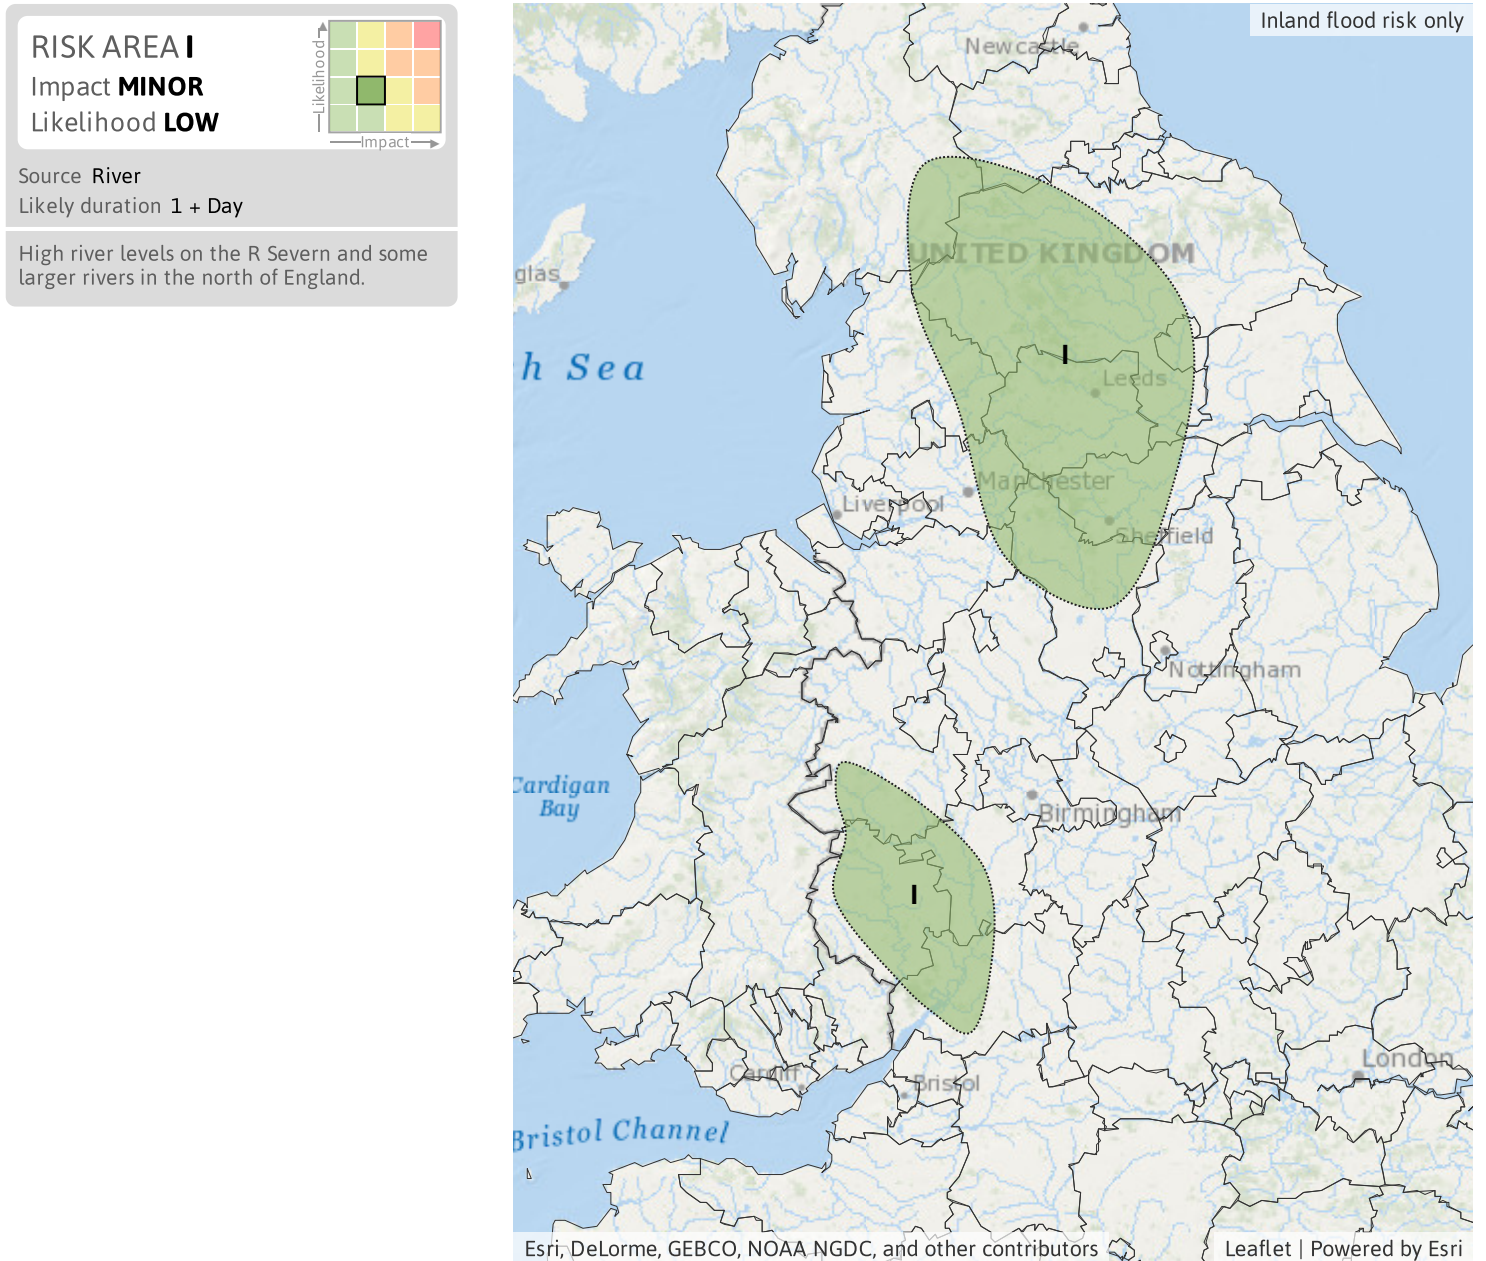 RISK AREA I
Impact MINOR
Likelihood LOW
Likelihood
Impact
Source River
Likely duration 1 + Day
High river levels on the R Severn and some
larger rivers in the north of England.
Inland flood risk only
Newcastle
UNITED KINGDOM
glas
I
h Sea
Leeds
Manchester
Liverpool
Sheffield
Nottingham
Cardigan
Bay
Birmingham
I
London
Cardiff
Bristol
Bristol Channel
Esri, DeLorme, GEBCO, NOAA NGDC, and other contributors
Leaflet | Powered by Esri